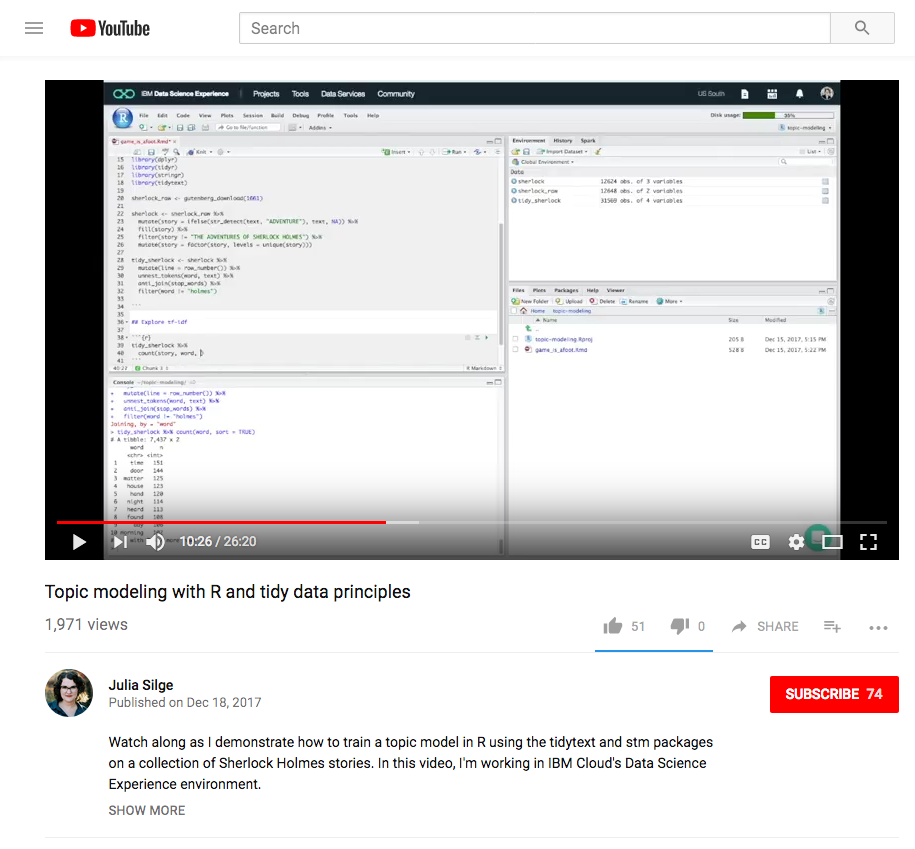 YouTube
Search
IBM Data Science Experience Projects Tools Data Services Community US South
File Edit Code View Plots Session Build Debug Profile Tools Help
Disk usage: 35%
Go to file/function Addins
topic-modeling
game_is_afoot.Rmd*
Knit Insert Run
15 library(dplyr)
16 library(tidyr)
17 library(stringr)
18 library(tidytext)
19
20 sherlock_raw <- gutenberg_download(1661)
21
22 sherlock <- sherlock_raw %>%
23 mutate(story = ifelse(str_detect(text, "ADVENTURE"), text, NA)) %>%
24 fill(story) %>%
25 filter(story != "THE ADVENTURES OF SHERLOCK HOLMES") %>%
26 mutate(story = factor(story, levels = unique(story)))
27
28 tidy_sherlock <- sherlock %>%
29 mutate(line = row_number()) %>%
30 unnest_tokens(word, text) %>%
31 anti_join(stop_words) %>%
32 filter(word != "holmes")
33
34 ```
35
36 ## Explore tf-idf
37
38 ```{r}
39 tidy_sherlock %>%
40 count(story, word, )
41 ```
40:22 Chunk 3 R Markdown
Console ~/topic-modeling/
+ mutate(line = row_number()) %>%
+ unnest_tokens(word, text) %>%
+ anti_join(stop_words) %>%
+ filter(word != "holmes")
Joining, by = "word"
> tidy_sherlock %>% count(word, sort = TRUE)
# A tibble: 7,437 x 2
word n
<chr> <int>
1 time 151
2 door 144
3 matter 125
4 house 123
5 hand 120
6 night 114
7 heard 113
8 found 108
9 day
10 morning
Environment History Spark
Import Dataset List
Global Environment
Data
sherlock 12624 obs. of 3 variables
sherlock_raw 12648 obs. of 2 variables
tidy_sherlock 31560 obs. of 4 variables
Files Plots Packages Help Viewer
New Folder Upload Delete Rename More
Home topic-modeling
Name Size Modified
..
topic-modeling.Rproj 205 B Dec 15, 2017, 5:15 PM
game_is_afoot.Rmd 528 B Dec 15, 2017, 5:22 PM
10:26 / 26:20
CC
Topic modeling with R and tidy data principles
1,971 views
51 0 SHARE
Julia Silge
Published on Dec 18, 2017
SUBSCRIBE 74
Watch along as I demonstrate how to train a topic model in R using the tidytext and stm packages
on a collection of Sherlock Holmes stories. In this video, I'm working in IBM Cloud's Data Science
Experience environment.
SHOW MORE